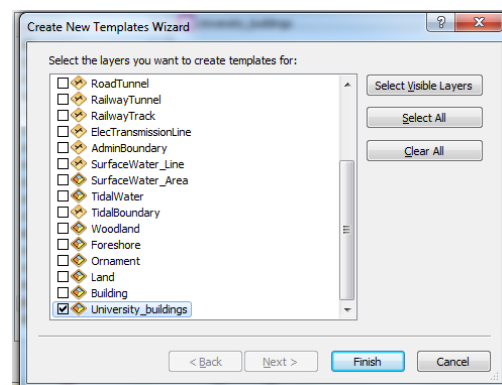 Create New Templates Wizard
University_buildings
Select the layers you want to create templates for:
RoadTunnel
RailwayTunnel
RailwayTrack
ElecTransmissionLine
AdminBoundary
SurfaceWater_Line
SurfaceWater_Area
TidalWater
TidalBoundary
Woodland
Foreshore
Ornament
Land
Building
University_buildings
Select Visible Layers
Select All
Clear All
< Back
Next >
Finish
Cancel